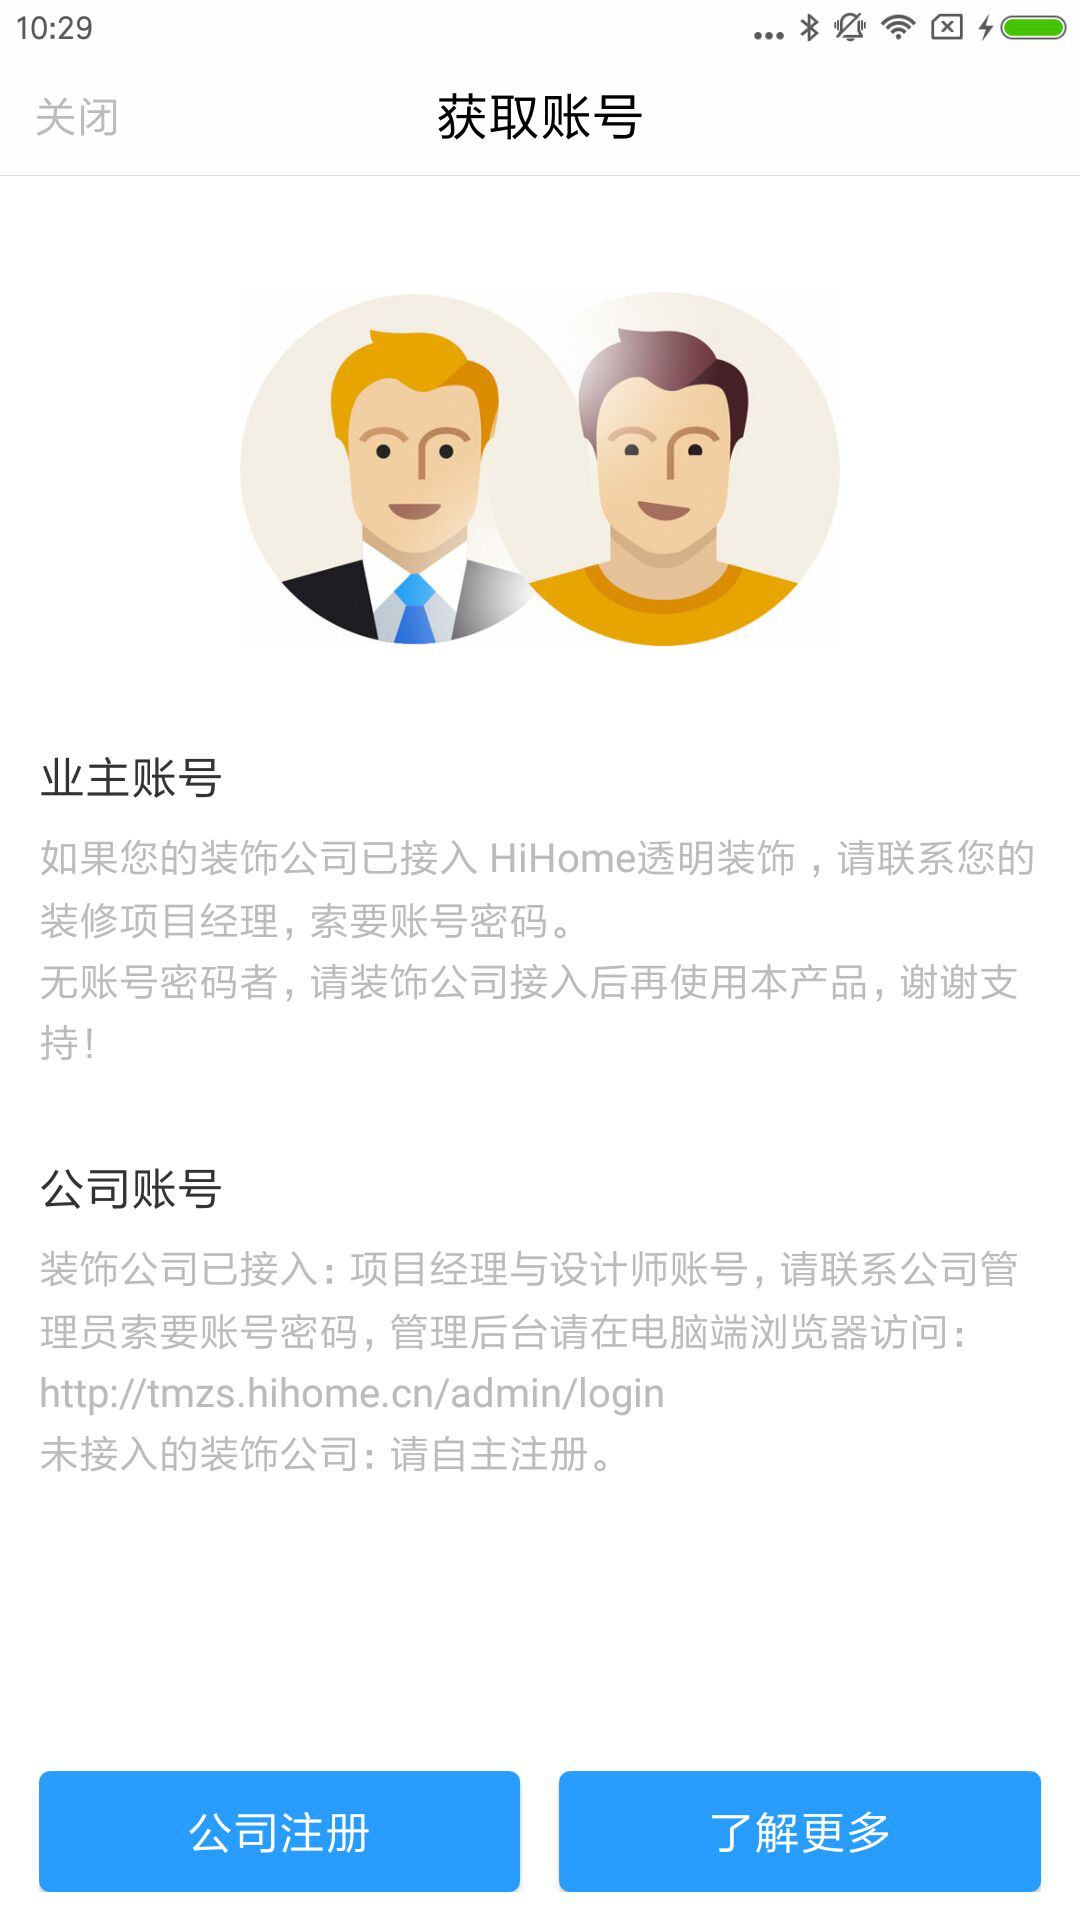 10:29
关闭
获取账号
业主账号
如果您的装饰公司已接入 HiHome透明装饰，请联系您的
装修项目经理，索要账号密码。
无账号密码者，请装饰公司接入后再使用本产品，谢谢支
持！
公司账号
装饰公司已接入：项目经理与设计师账号，请联系公司管
理员索要账号密码，管理后台请在电脑端浏览器访问：
http://tmzs.hihome.cn/admin/login
未接入的装饰公司：请自主注册。
公司注册
了解更多